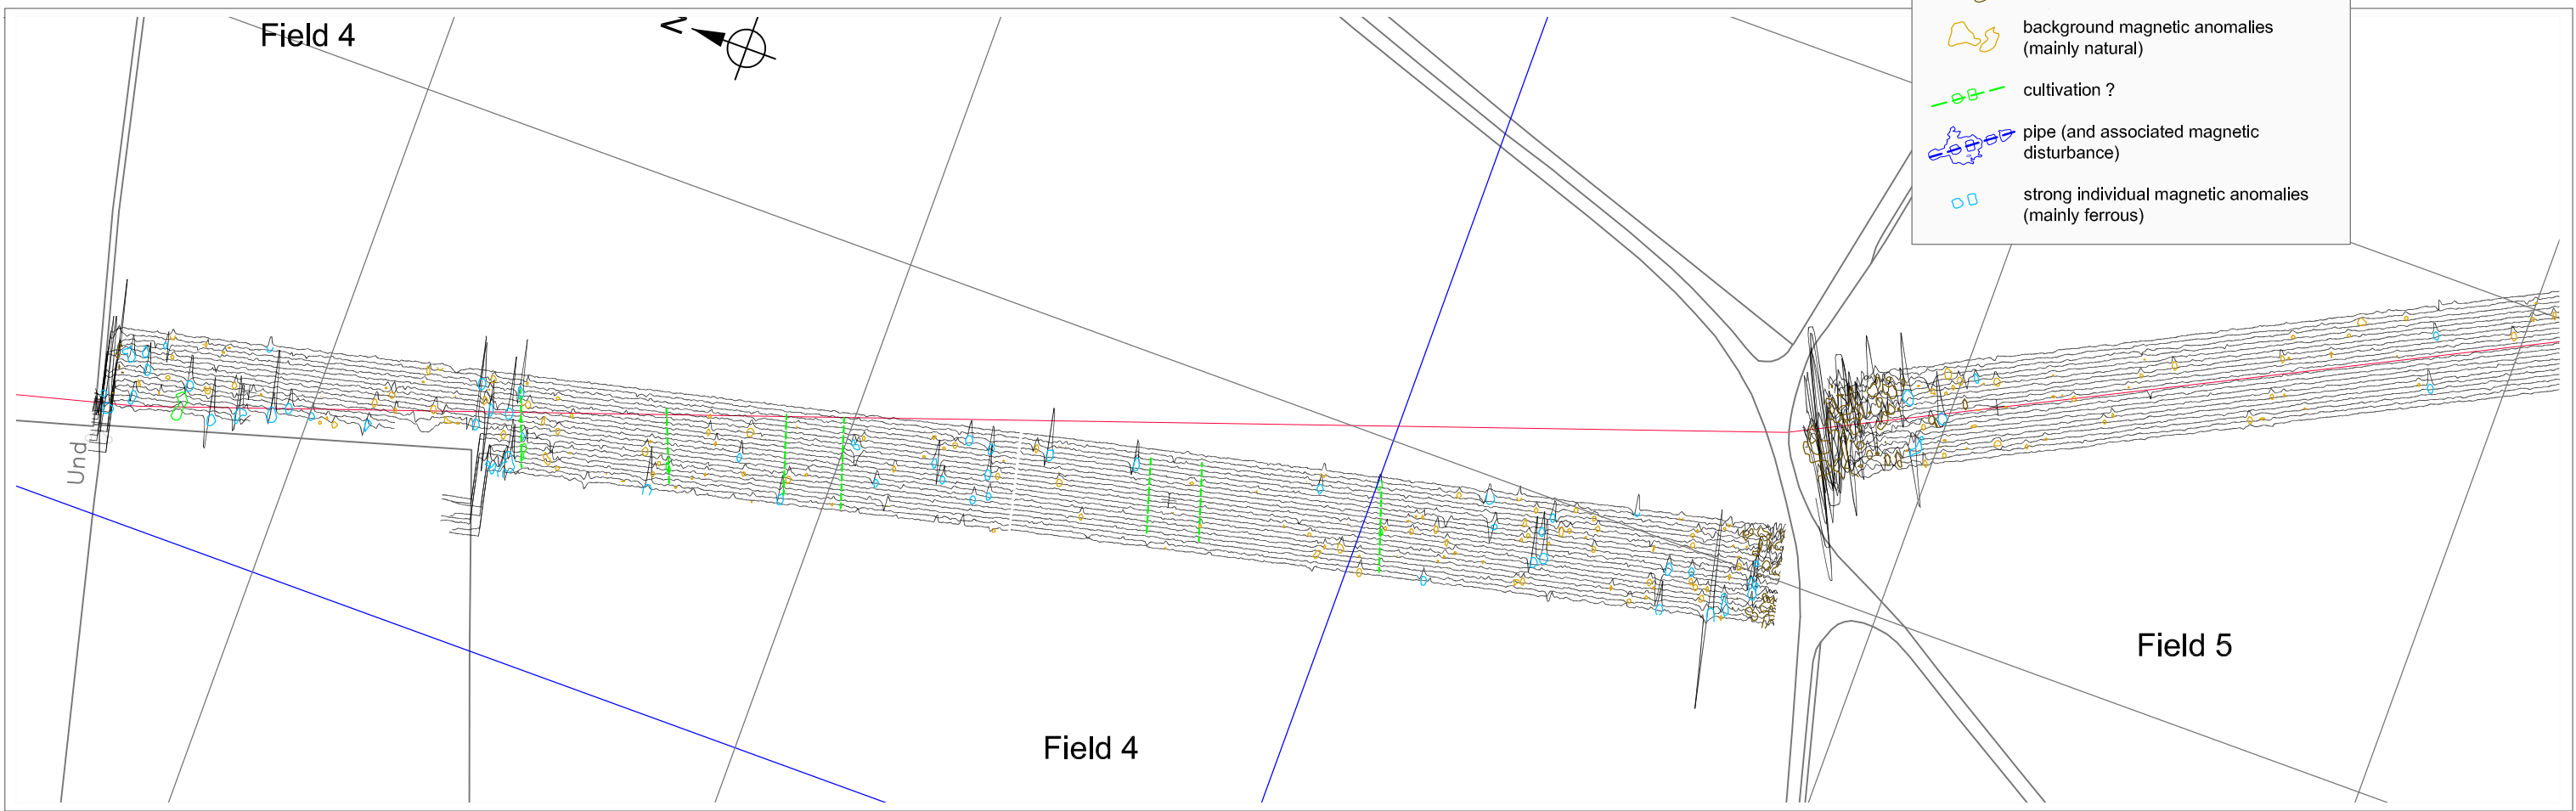 Field 4
N
background magnetic anomalies
(mainly natural)
cultivation ?
pipe (and associated magnetic
disturbance)
strong individual magnetic anomalies
(mainly ferrous)
Und
Field 5
Field 4